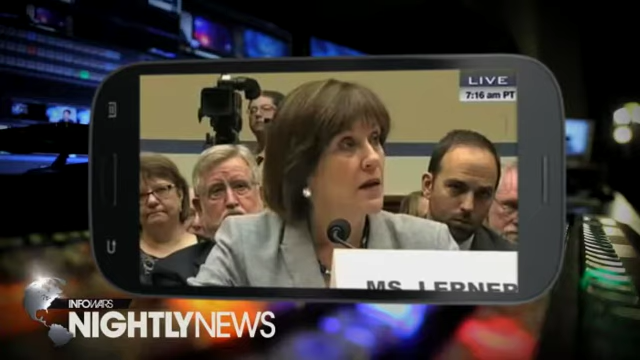 LIVE
7:16 am PT
MS. LERNER
INFOWARS
NIGHTLYNEWS